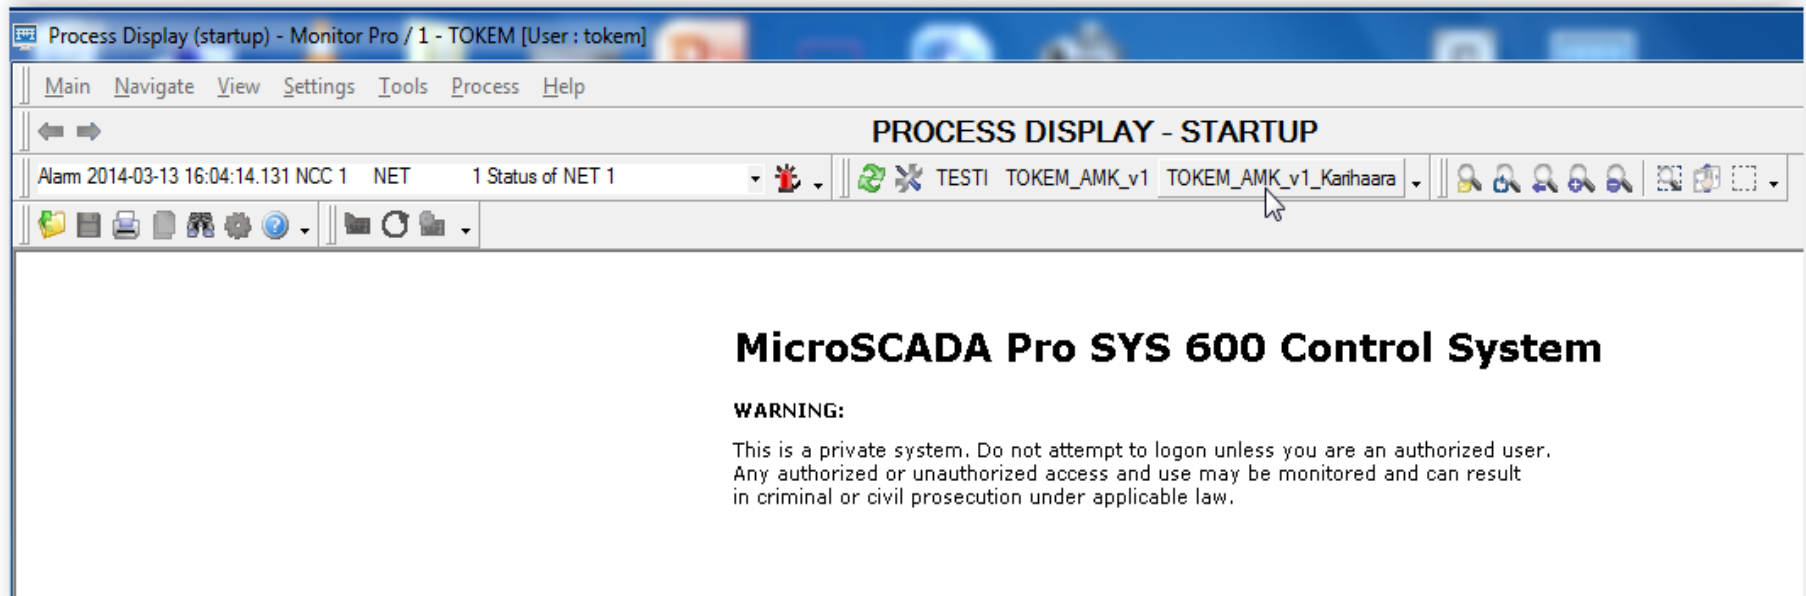 Process Display (startup) - Monitor Pro / 1 - TOKEM [User : tokem]
Main Navigate View Settings Tools Process Help
PROCESS DISPLAY - STARTUP
Alarm 2014-03-13 16:04:14.131 NCC 1 NET 1 Status of NET 1 TESTI TOKEM_AMK_v1 TOKEM_AMK_v1_Karihaara
MicroSCADA Pro SYS 600 Control System
WARNING:
This is a private system. Do not attempt to logon unless you are an authorized user.
Any authorized or unauthorized access and use may be monitored and can result
in criminal or civil prosecution under applicable law.